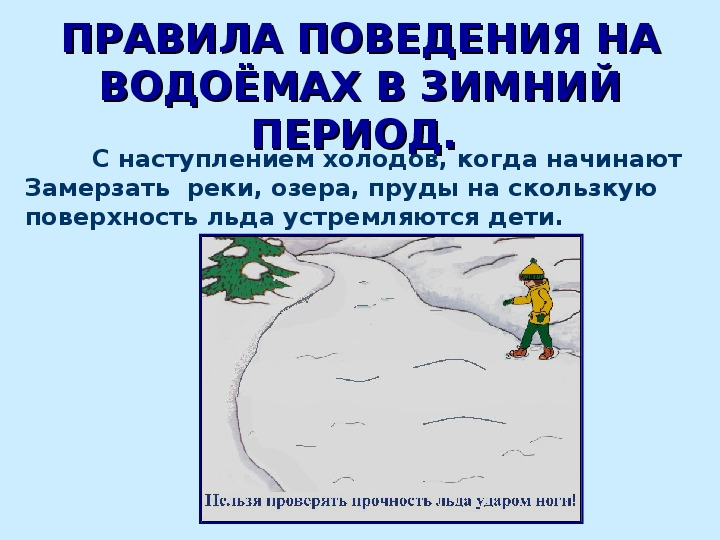 ПРАВИЛА ПОВЕДЕНИЯ НА
ВОДОЁМАХ В ЗИМНИЙ
ПЕРИОД.
С наступлением холодов, когда начинают
Замерзать реки, озера, пруды на скользкую
поверхность льда устремляются дети.
Нельзя проверять прочность льда ударом ноги!